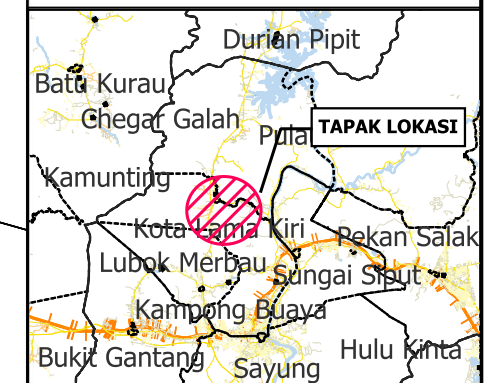 Durian Pipit
Batu Kurau
Chegar Galah
TAPAK LOKASI
Kamunting
Kota Lama Kiri
Pekan Salak
Lubok Merbau
Sungai Siput
Kampong Buaya
Bukit Gantang
Hulu Kinta
Sayung